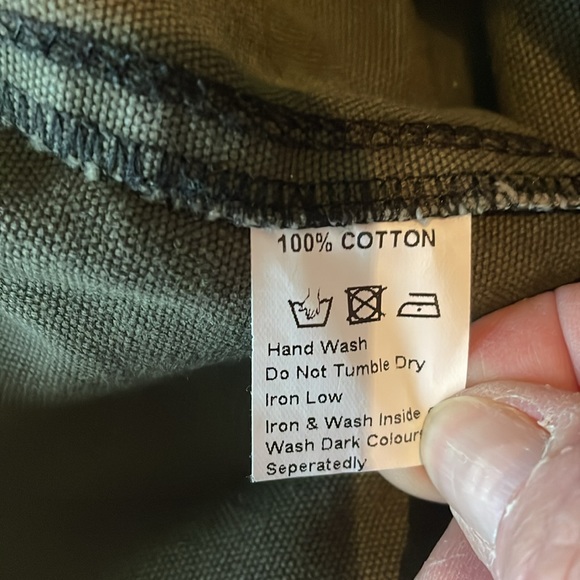 100% COTTON
Hand Wash
Do Not Tumble Dry
Iron Low
Iron & Wash Inside
Wash Dark Colour
Seperatedly